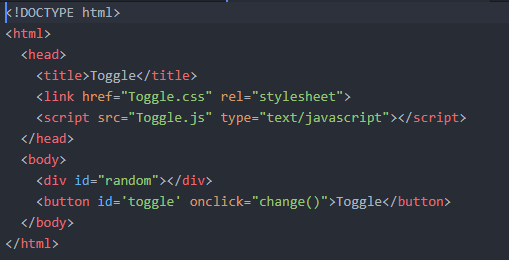 <!DOCTYPE html>
<html>
  <head>
    <title>Toggle</title>
    <link href="Toggle.css" rel="stylesheet">
    <script src="Toggle.js" type="text/javascript"></script>
  </head>
  <body>
    <div id="random"></div>
    <button id='toggle' onclick="change()">Toggle</button>
  </body>
</html>